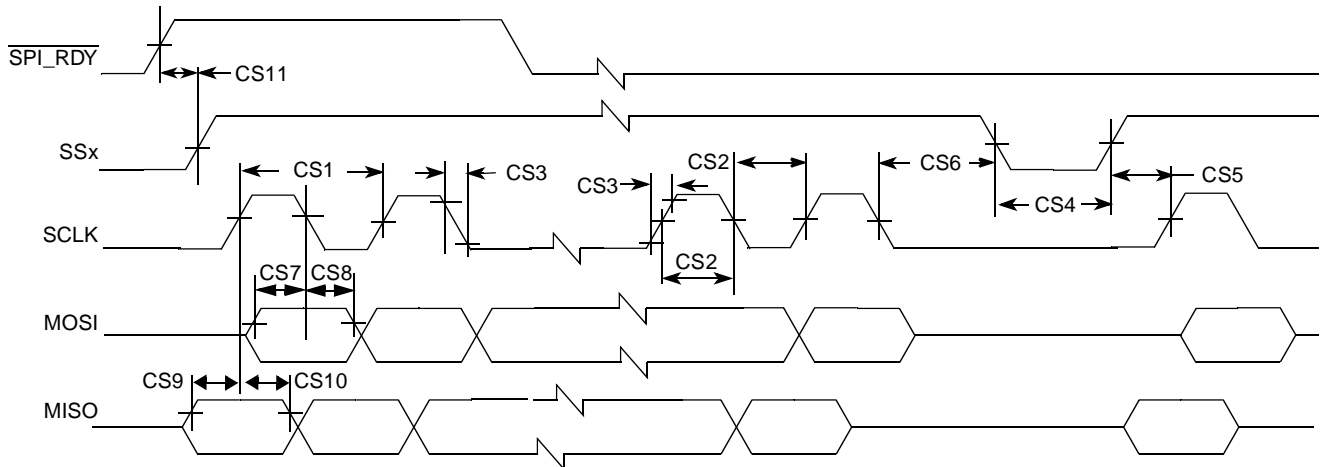 SPI_RDY
CS11
SSx
CS1
CS3
CS3
CS2
CS6
CS4
CS5
SCLK
CS2
CS7
CS8
MOSI
CS9
CS10
MISO